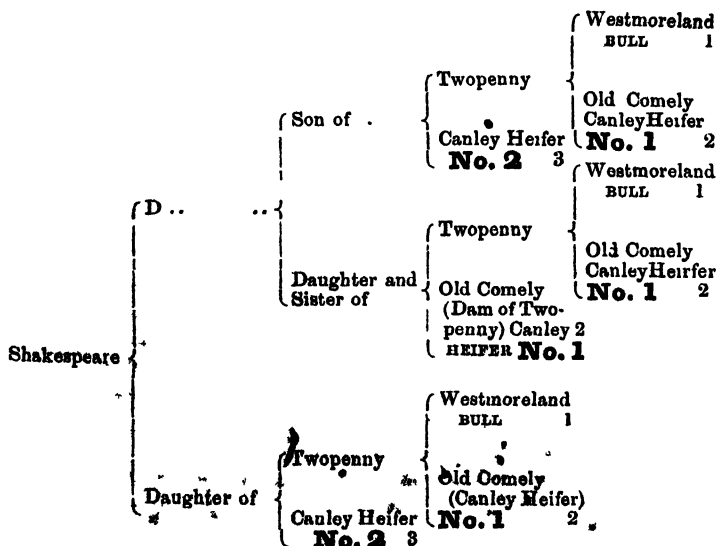 Westmoreland
BULL 1
Twopenny
Old Comely
Canley Heifer
No. 1 2
Son of .
Canley Heifer
No. 2 3
Westmoreland
BULL 1
D .. ..
Twopenny
Old Comely
Canley Heirfer
No. 1 2
Daughter and
Sister of
Old Comely
(Dam of Two-
penny) Canley 2
HEIFER No. 1
Shakespeare
Westmoreland
BULL 1
Twopenny
Old Comely
(Canley Heifer)
No. 1 2
Daughter of
Canley Heifer
No. 2 3